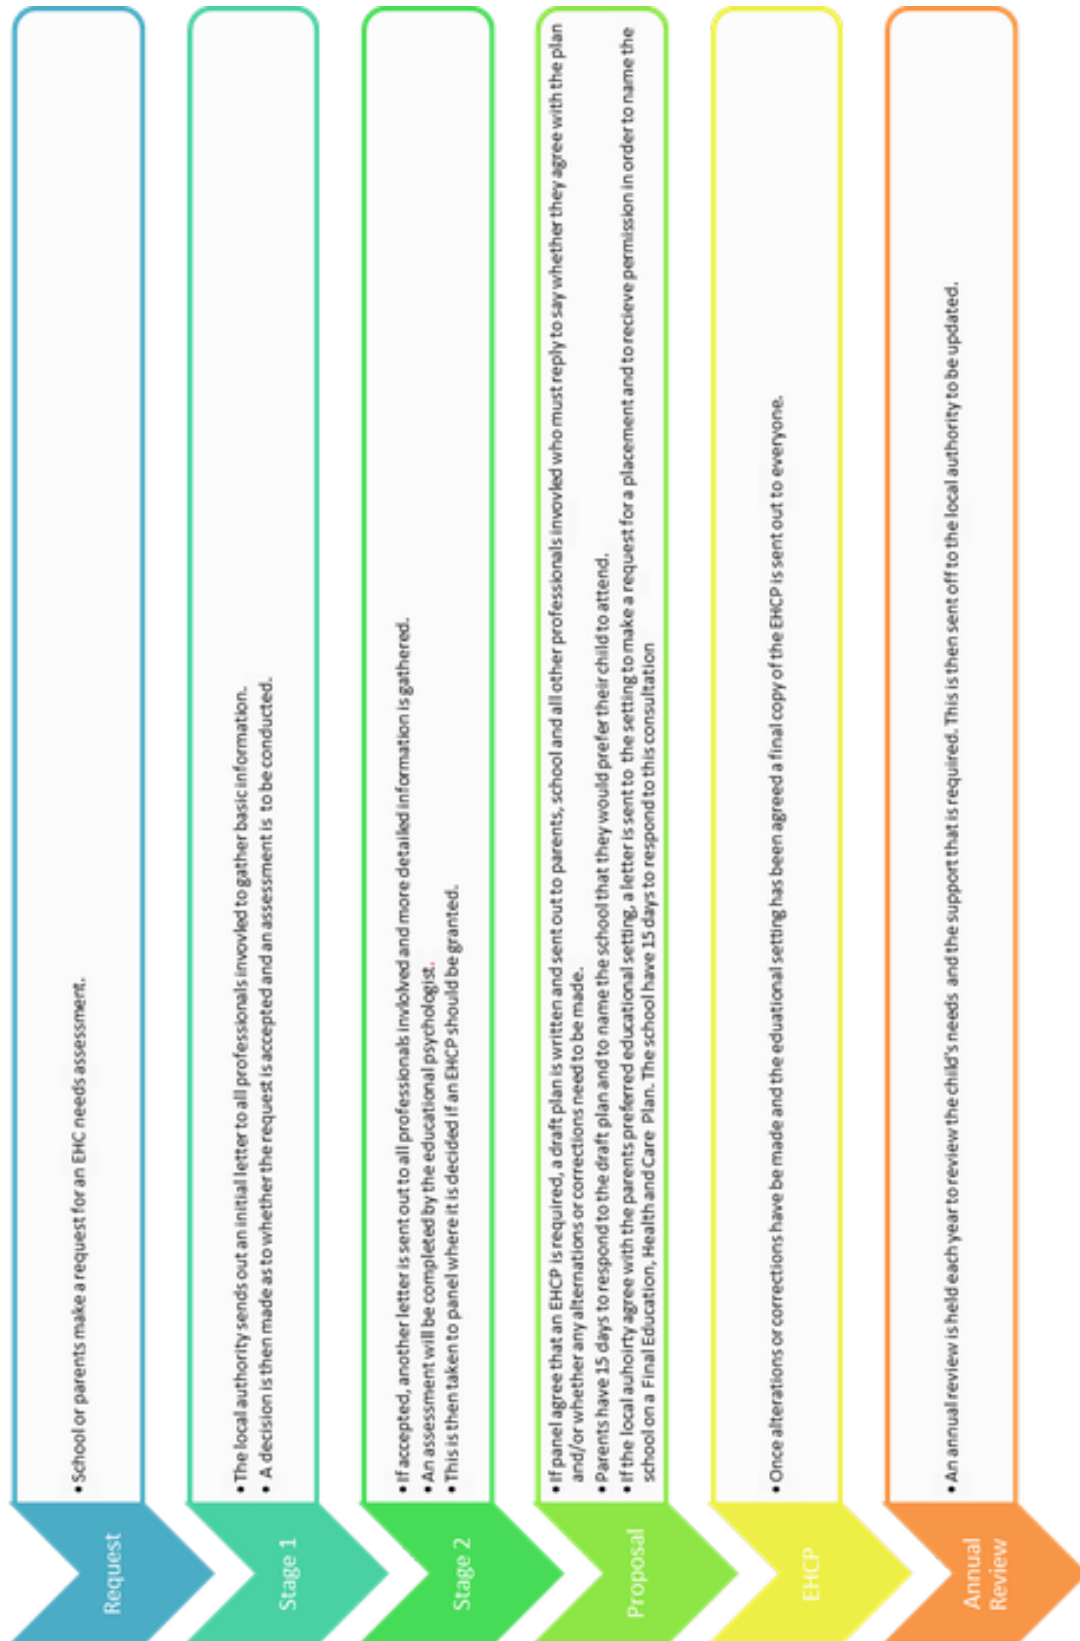 Request
• School or parents make a request for an EHC needs assessment.
Stage 1
• The local authority sends out an initial letter to all professionals invovled to gather basic information.
• A decision is then made as to whether the request is accepted and an assessment is to be conducted.
Stage 2
• If accepted, another letter is sent out to all professionals invlolved and more detailed information is gathered.
• An assessment will be completed by the educational psychologist.
• This is then taken to panel where it is decided if an EHCP should be granted.
Proposal
• If panel agree that an EHCP is required, a draft plan is written and sent out to parents, school and all other professionals invovled who must reply to say whether they agree with the plan
and/or whether any alternations or corrections need to be made.
• Parents have 15 days to respond to the draft plan and to name the school that they would prefer their child to attend.
• If the local auhoirty agree with the parents preferred educational setting, a letter is sent to the setting to make a request for a placement and to recieve permission in order to name the
school on a Final Education, Health and Care Plan. The school have 15 days to respond to this consultation
EHCP
• Once alterations or corrections have be made and the eduational setting has been agreed a final copy of the EHCP is sent out to everyone.
Annual
Review
• An annual review is held each year to review the child's needs and the support that is required. This is then sent off to the local authority to be updated.